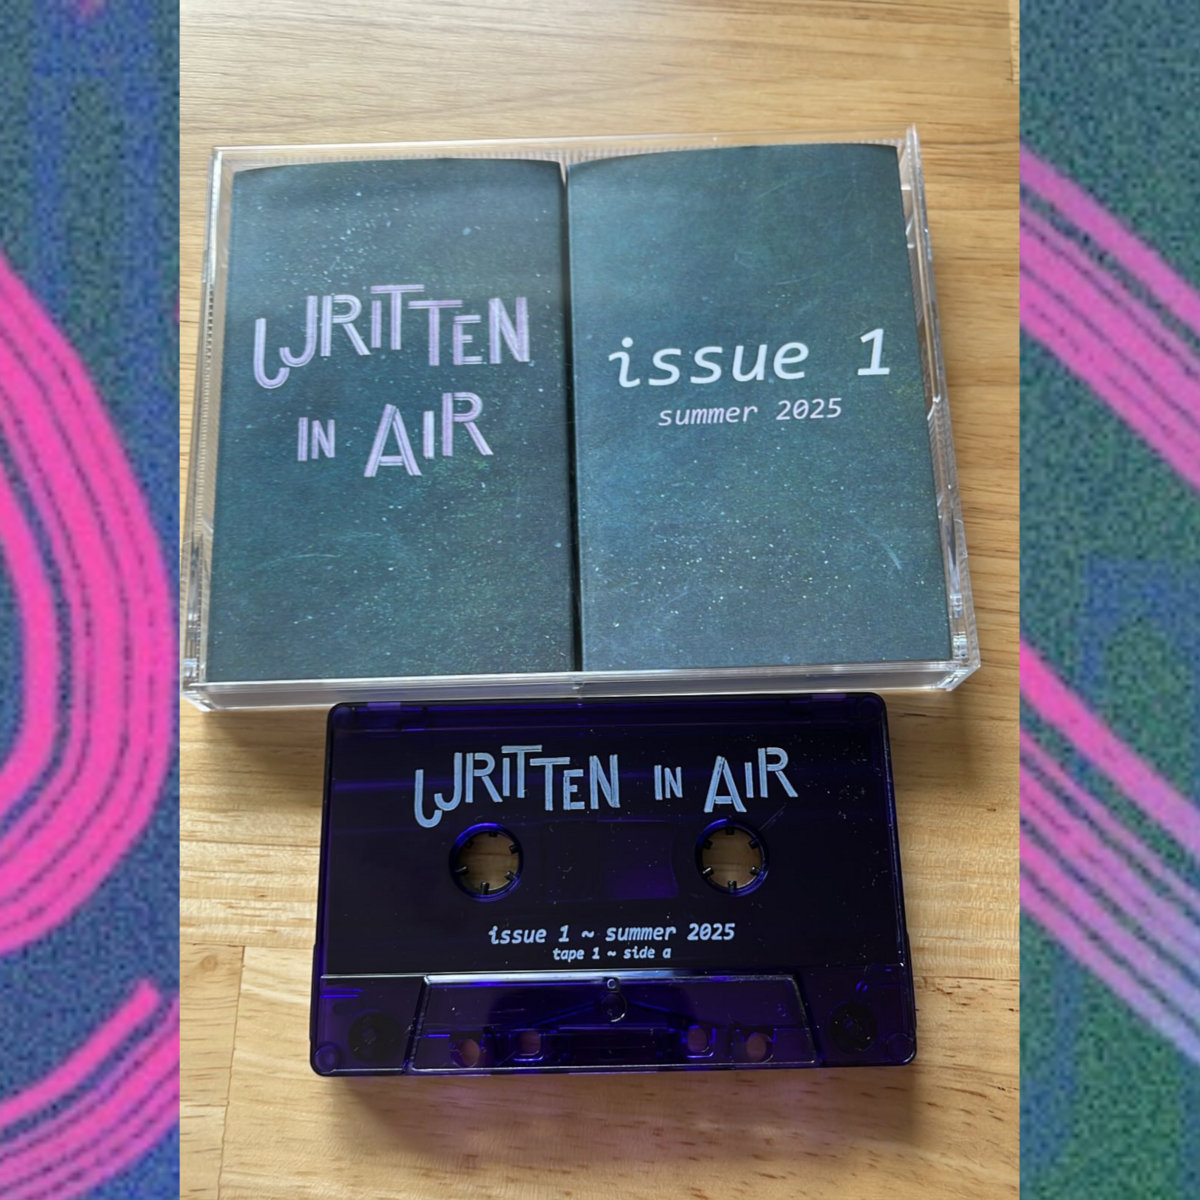 WRITTEN
IN AIR
issue 1
summer 2025
WRITTEN IN AIR
issue 1 ~ summer 2025
tape 1 ~ side a